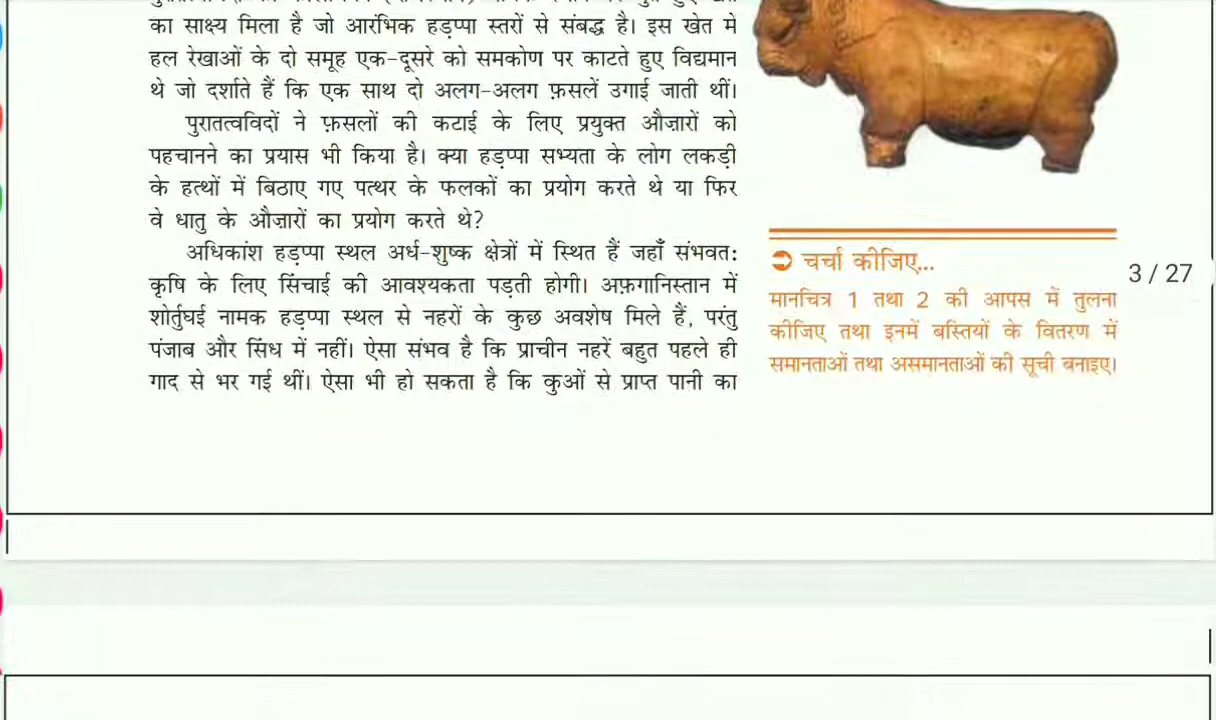 का साक्ष्य मिला है जो आरंभिक हड़प्पा स्तरों से संबद्ध है। इस खेत में
हल रेखाओं के दो समूह एक-दूसरे को समकोण पर काटते हुए विद्यमान
थे जो दर्शाते हैं कि एक साथ दो अलग-अलग फ़सलें उगाई जाती थीं।
पुरातत्वविदों ने फ़सलों की कटाई के लिए प्रयुक्त औज़ारों को
पहचानने का प्रयास भी किया है। क्या हड़प्पा सभ्यता के लोग लकड़ी
के हत्थों में बिठाए गए पत्थर के फलकों का प्रयोग करते थे या फिर
वे धातु के औज़ारों का प्रयोग करते थे?
अधिकांश हड़प्पा स्थल अर्ध-शुष्क क्षेत्रों में स्थित हैं जहाँ संभवत:
कृषि के लिए सिंचाई की आवश्यकता पड़ती होगी। अफ़गानिस्तान में
शोर्तुघई नामक हड़प्पा स्थल से नहरों के कुछ अवशेष मिले हैं, परंतु
पंजाब और सिंध में नहीं। ऐसा संभव है कि प्राचीन नहरें बहुत पहले ही
गाद से भर गई थीं। ऐसा भी हो सकता है कि कुओं से प्राप्त पानी का
चर्चा कीजिए...
मानचित्र 1 तथा 2 की आपस में तुलना
कीजिए तथा इनमें बस्तियों के वितरण में
समानताओं तथा असमानताओं की सूची बनाइए।
3 / 27